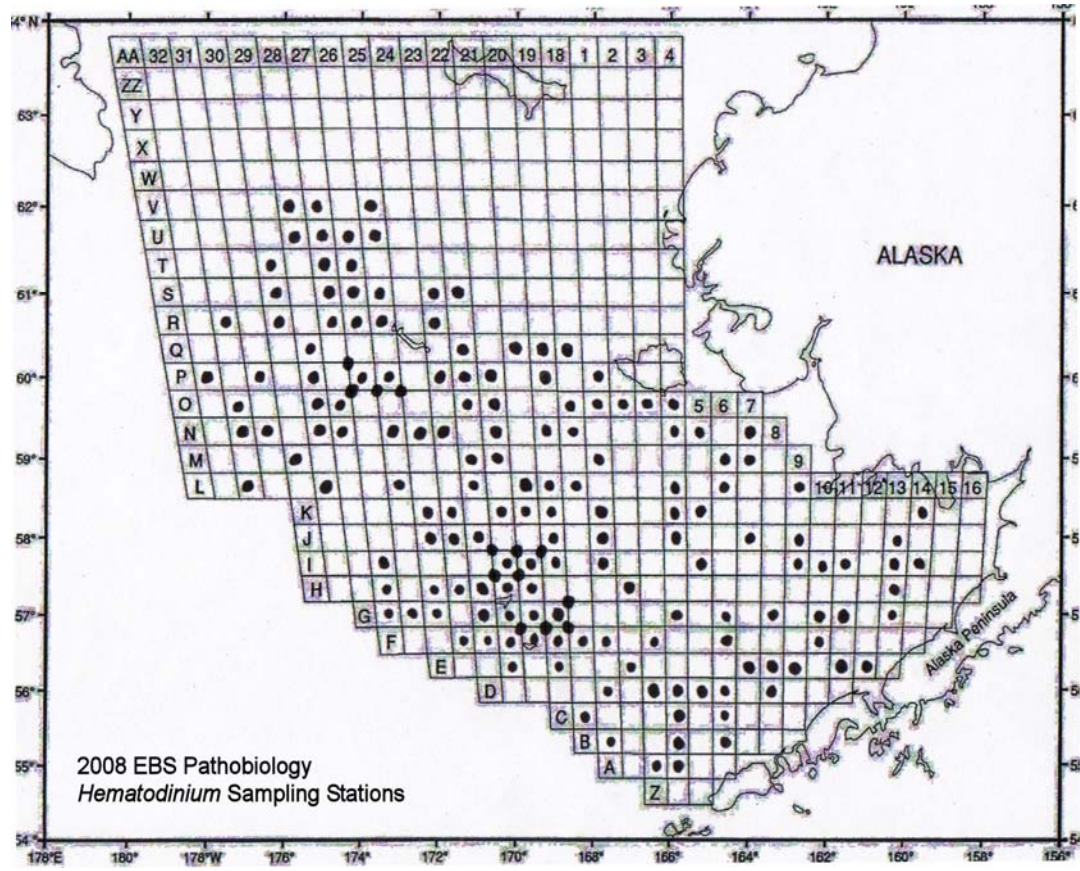 4° N
AA 32 31 30 29 28 27 26 25 24 23 22 21 20 19 18 1 2 3 4
ZZ
63°
Y
X
W
62°
V
U
ALASKA
T
61°
S
R
Q
60°
P
O 5 6 7
N 8
59°
M 9
L 10 11 12 13 14 15 16
K
58°
J
I
H
57°
G
F
Alaska Peninsula
E
56°
D
C
B
2008 EBS Pathobiology
55°
A
Hematodinium Sampling Stations
Z
54°
178°E 180° 178°W 176° 174° 172° 170° 168° 166° 164° 162° 160° 158° 156°